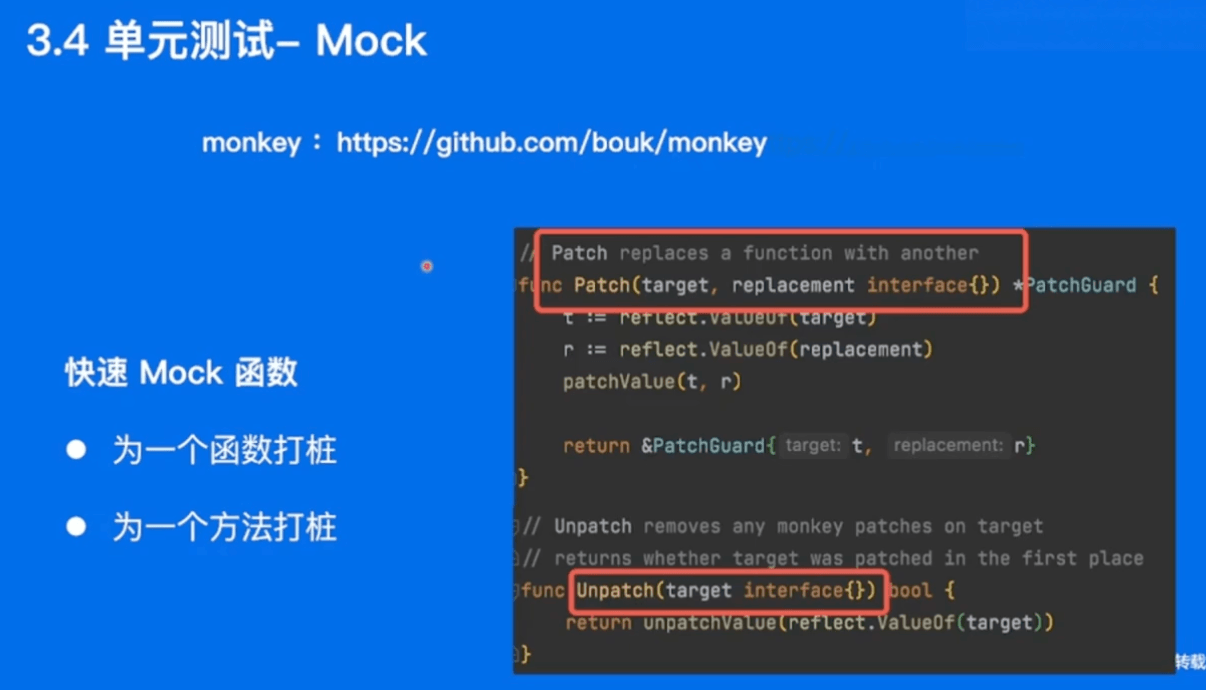 3.4 单元测试- Mock
monkey : https://github.com/bouk/monkey
快速 Mock 函数
● 为一个函数打桩
● 为一个方法打桩
// Patch replaces a function with another
func Patch(target, replacement interface{}) *PatchGuard {
t := reflect.ValueOf(target)
r := reflect.ValueOf(replacement)
patchValue(t, r)
return &PatchGuard{ target: t, replacement: r}
}
// Unpatch removes any monkey patches on target
// returns whether target was patched in the first place
func Unpatch(target interface{}) bool {
return unpatchValue(reflect.ValueOf(target))
}
转载